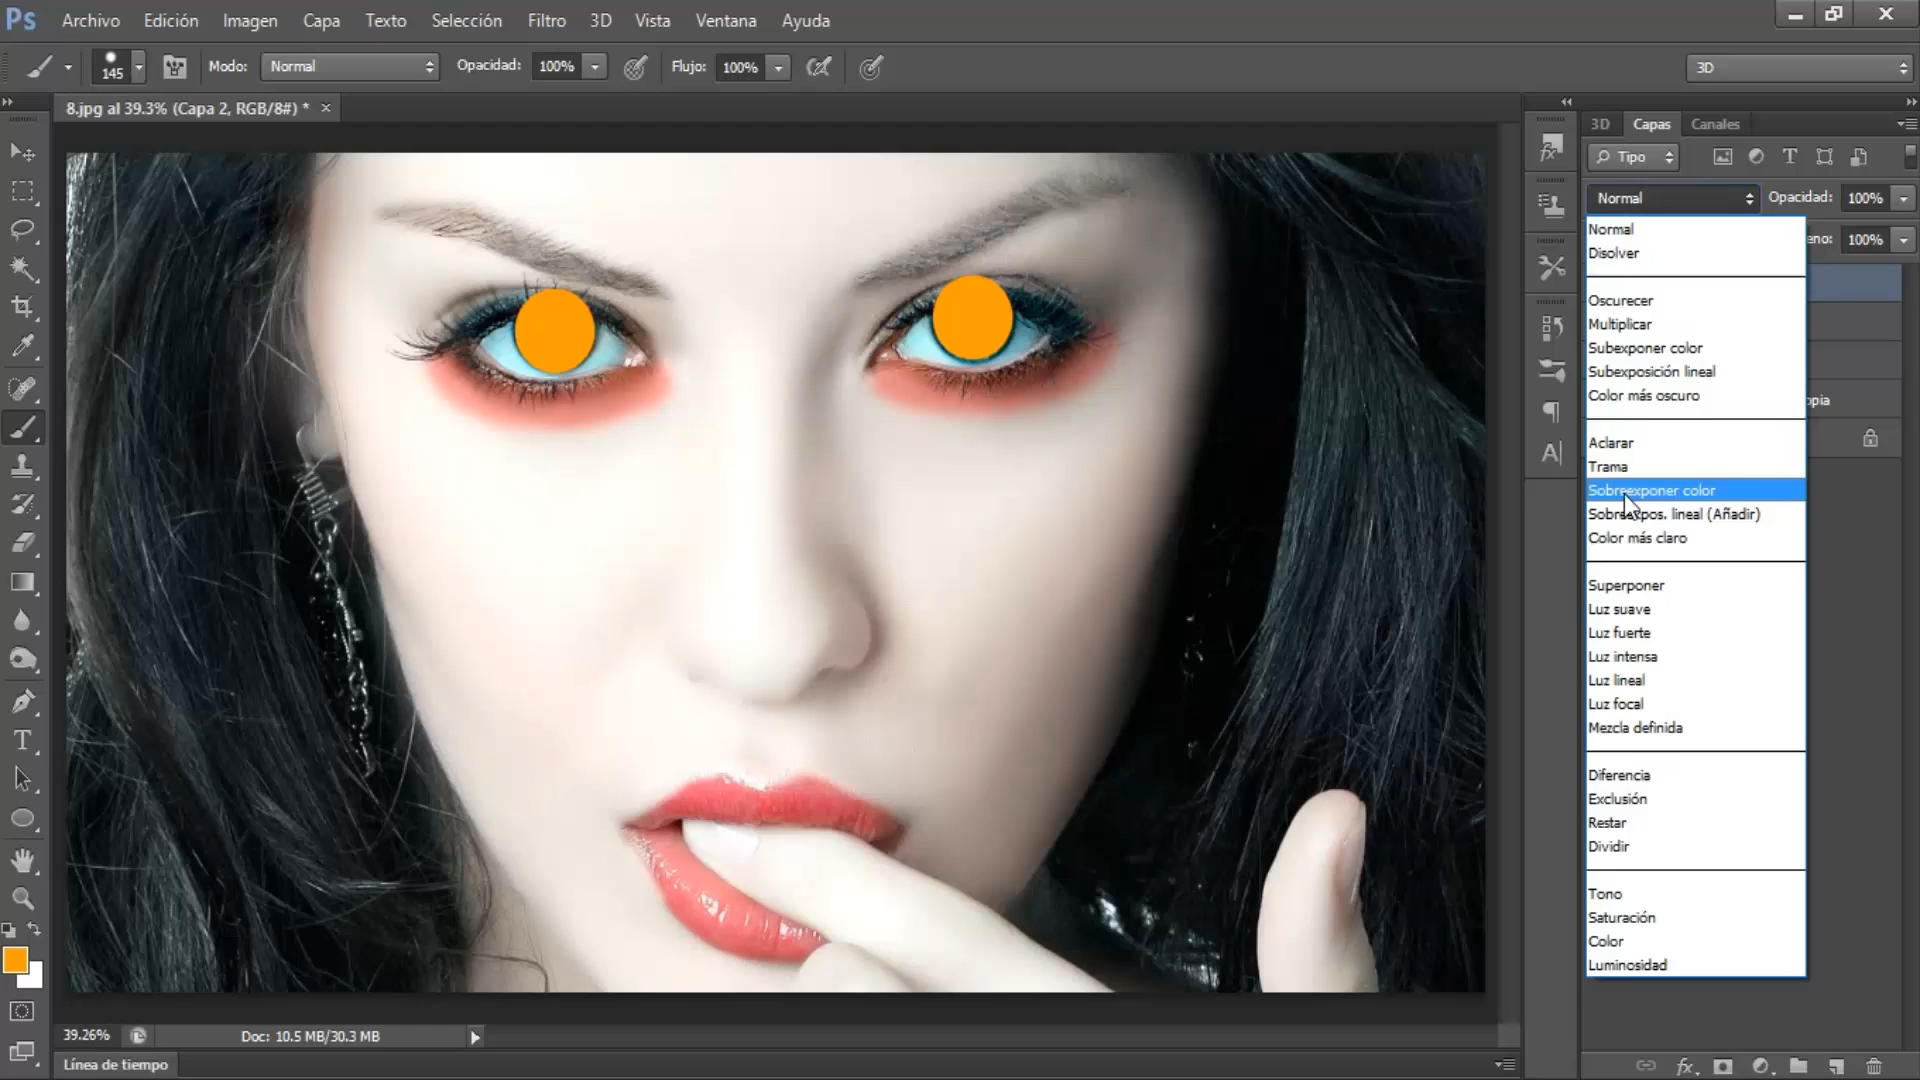 Ps Archivo Edición Imagen Capa Texto Selección Filtro 3D Vista Ventana Ayuda
145 Modo: Normal Opacidad: 100% Flujo: 100% 3D
8.jpg al 39.3% (Capa 2, RGB/8#) * ×
3D Capas Canales
Tipo
Normal Opacidad: 100%
eno: 100%
Normal
Disolver
Oscurecer
Multiplicar
Subexponer color
Subexposición lineal
Color más oscuro
opia
Aclarar
Trama
Sobreexponer color
Sobreexpos. lineal (Añadir)
Color más claro
Superponer
Luz suave
Luz fuerte
Luz intensa
Luz lineal
Luz focal
Mezcla definida
Diferencia
Exclusión
Restar
Dividir
Tono
Saturación
Color
Luminosidad
39.26% Doc: 10.5 MB/30.3 MB
Línea de tiempo